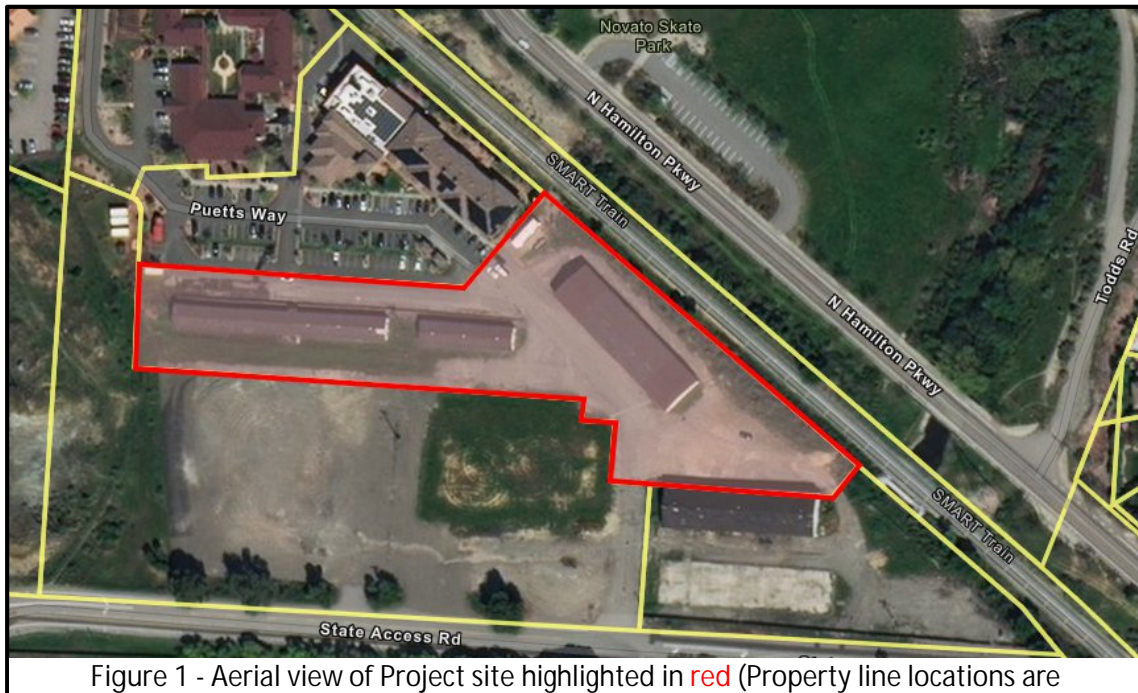 Novato Skate
Park
N Hamilton Pkwy
SMART Train
Puetts Way
Todds Rd
N Hamilton Pkwy
SMART Train
State Access Rd
Figure 1 - Aerial view of Project site highlighted in red (Property line locations are